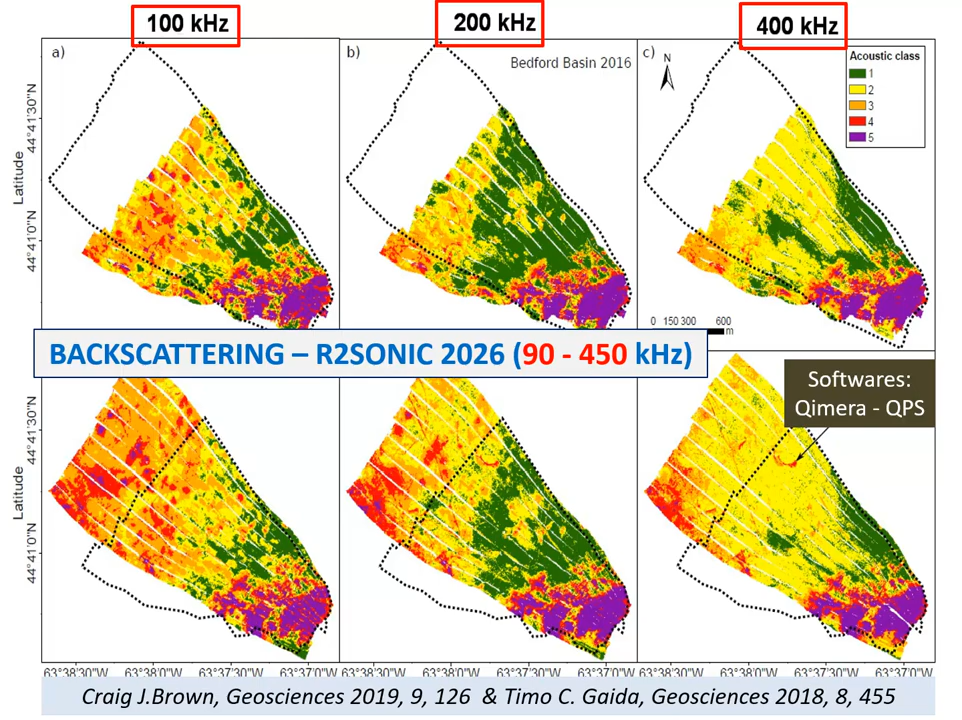 100 kHz
200 kHz
400 kHz
a)
b)
c)
Bedford Basin 2016
N
Acoustic class
1
2
3
4
5
Latitude
44°41'30"N
44°41'0"N
0 150 300 600
m
BACKSCATTERING – R2SONIC 2026 (90 - 450 kHz)
Softwares:
Qimera - QPS
Latitude
44°41'30"N
44°41'0"N
63°38'30"W 63°38'0"W 63°37'30"W 63°37'0"W 63°38'30"W 63°38'0"W 63°37'30"W 63°37'0"W 63°38'30"W 63°38'0"W 63°37'30"W 63°37'0"W
Craig J.Brown, Geosciences 2019, 9, 126 & Timo C. Gaida, Geosciences 2018, 8, 455